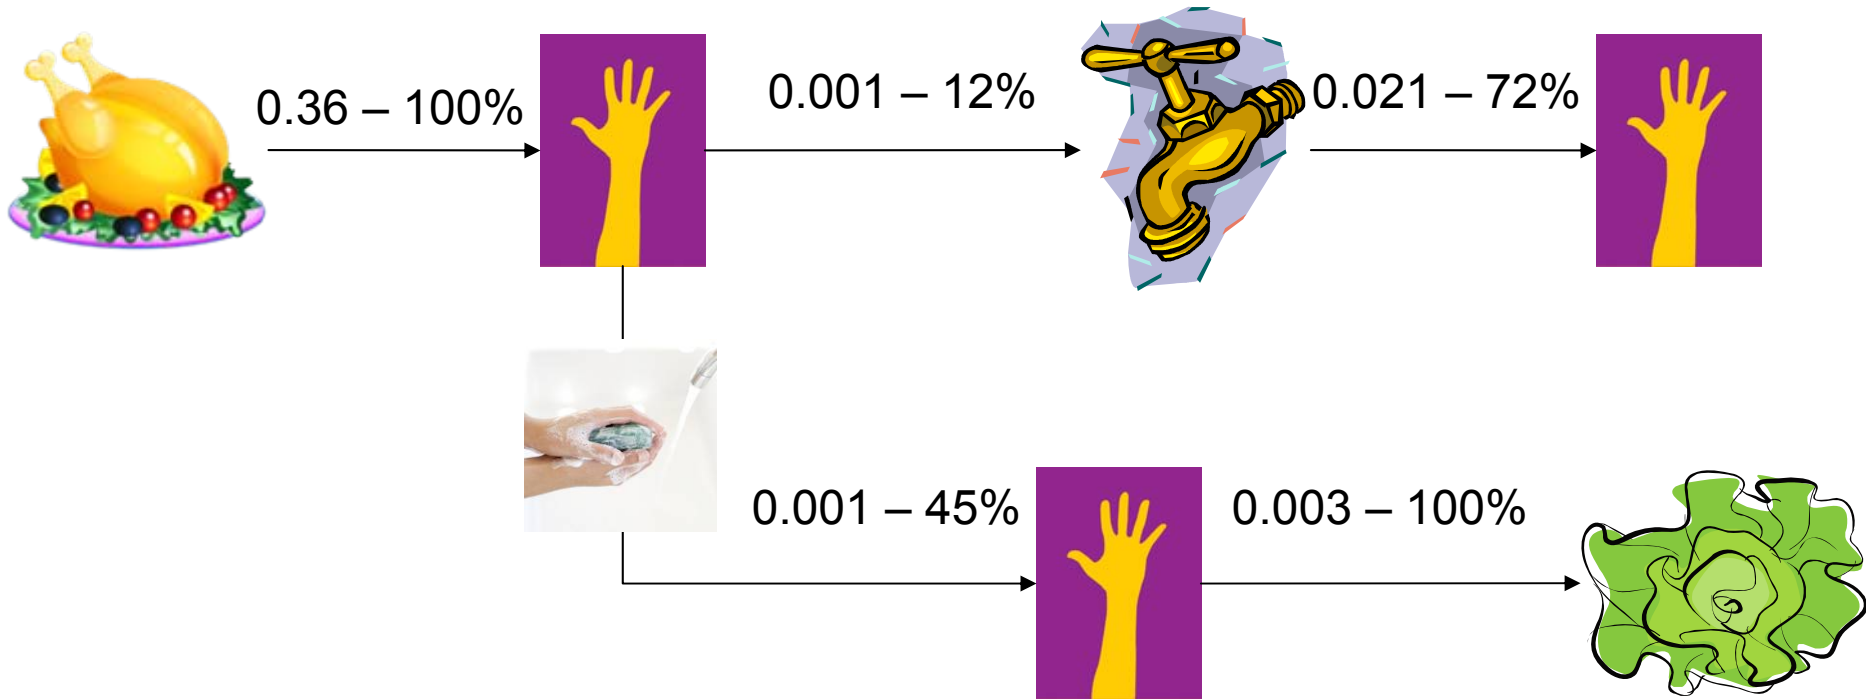 0.36 – 100%
0.001 – 12%
0.021 – 72%
0.001 – 45%
0.003 – 100%